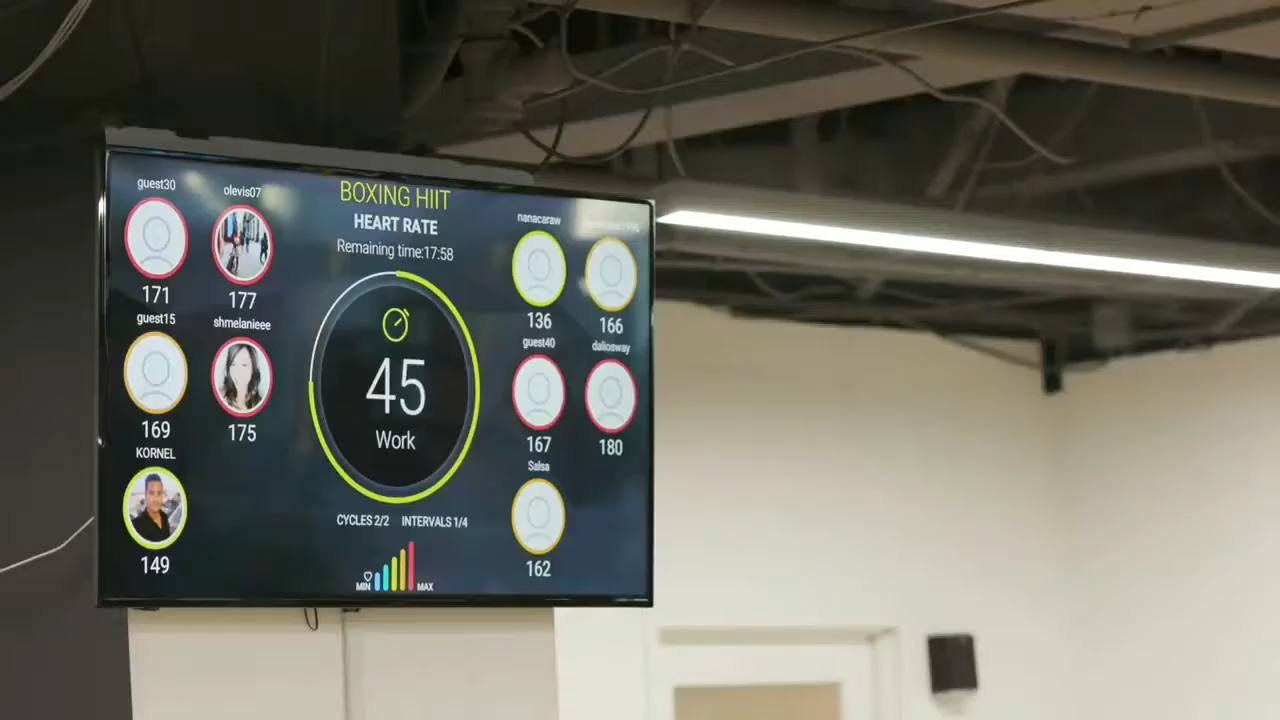 BOXING HIIT
HEART RATE
Remaining time:17:58
guest30
171
olevis07
177
guest15
169
shmelanieee
175
KORNEL
149
45
Work
CYCLES 2/2 INTERVALS 1/4
MIN MAX
nanacaraw
136
166
guest40
167
daliosway
180
Salsa
162